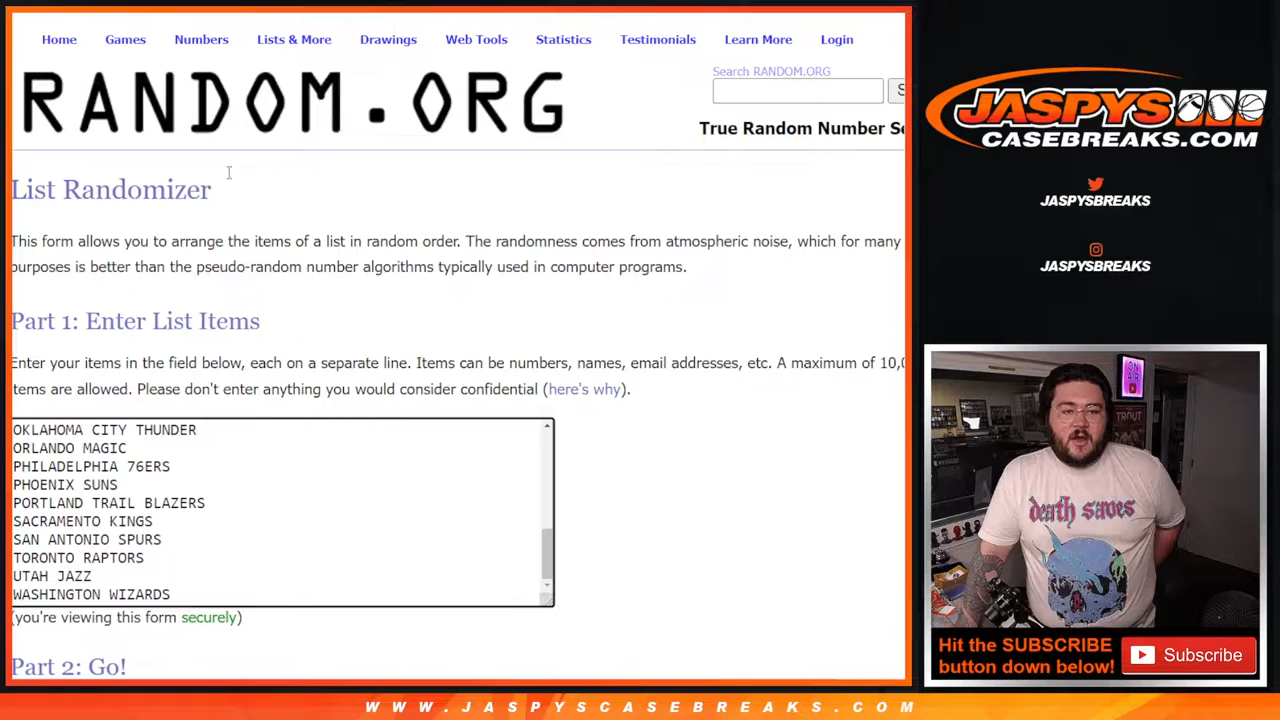 Home Games Numbers Lists & More Drawings Web Tools Statistics Testimonials Learn More Login
RANDOM.ORG
Search RANDOM.ORG
S
True Random Number Se
List Randomizer
This form allows you to arrange the items of a list in random order. The randomness comes from atmospheric noise, which for many
purposes is better than the pseudo-random number algorithms typically used in computer programs.
Part 1: Enter List Items
Enter your items in the field below, each on a separate line. Items can be numbers, names, email addresses, etc. A maximum of 10,0
items are allowed. Please don't enter anything you would consider confidential (here's why).
OKLAHOMA CITY THUNDER
ORLANDO MAGIC
PHILADELPHIA 76ERS
PHOENIX SUNS
PORTLAND TRAIL BLAZERS
SACRAMENTO KINGS
SAN ANTONIO SPURS
TORONTO RAPTORS
UTAH JAZZ
WASHINGTON WIZARDS
(you're viewing this form securely)
Part 2: Go!
JASPYS
CASEBREAKS.COM
JASPYSBREAKS
JASPYSBREAKS
ON
AIR
TROUT
death saves
Hit the SUBSCRIBE
button down below!
Subscribe
WWW.JASPYSCASEBREAKS.COM